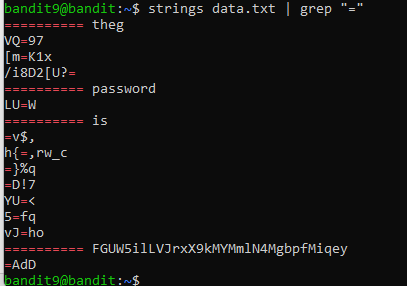 bandit9@bandit:~$ strings data.txt | grep "="
========== theg
VQ=97
[m=K1x
/i8D2[U?=
========== password
LU=W
========== is
=v$,
h{=,rw_c
=}%q
=D!7
YU=<
5=fq
vJ=ho
========== FGUW5ilLVJrxX9kMYMmlN4MgbpfMiqey
=AdD
bandit9@bandit:~$